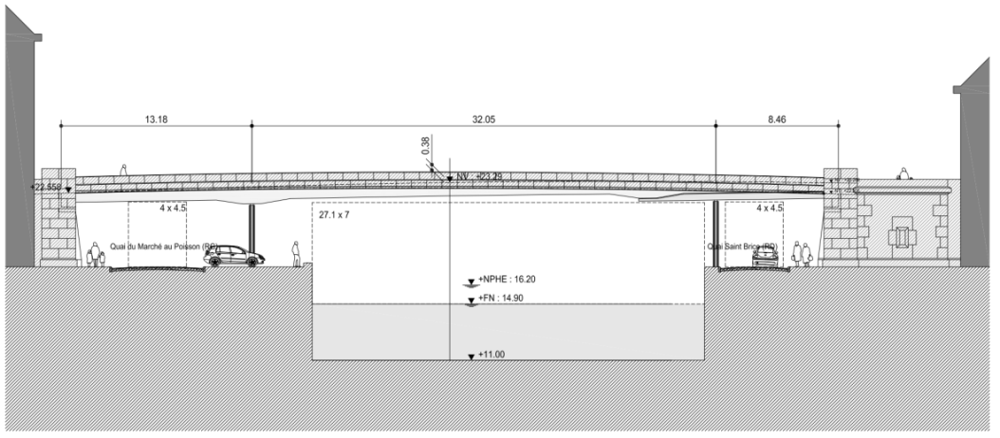 13.18
32.05
8.46
0.38
NV : +23.29
+22.558
4 x 4.5
27.1 x 7
4 x 4.5
Quai du Marché au Poisson (RG)
Quai Saint Brice (RD)
+NPHE : 16.20
+FN : 14.90
+11.00